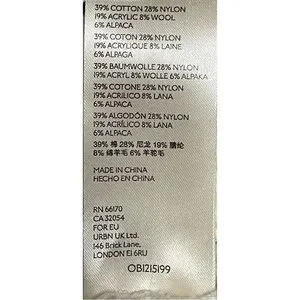 39% COTTON 28% NYLON
19% ACRYLIC 8% WOOL
6% ALPACA
39% COTON 28% NYLON
19% ACRYLIQUE 8% LAINE
6% ALPAGA
39% BAUMWOLLE 28% NYLON
19% ACRYL 8% WOLLE 6% ALPAKA
39% COTONE 28% NYLON
19% ACRILICO 8% LANA
6% ALPACA
39% ALGODÓN 28% NYLON
19% ACRÍLICO 8% LANA
6% ALPACA
39% 棉 28% 尼龙 19% 腈纶
8% 绵羊毛 6% 羊驼毛
MADE IN CHINA
HECHO EN CHINA
RN 66170
CA 32054
FOR EU
URBN UK Ltd.
146 Brick Lane,
LONDON E1 6RU
OB1215199